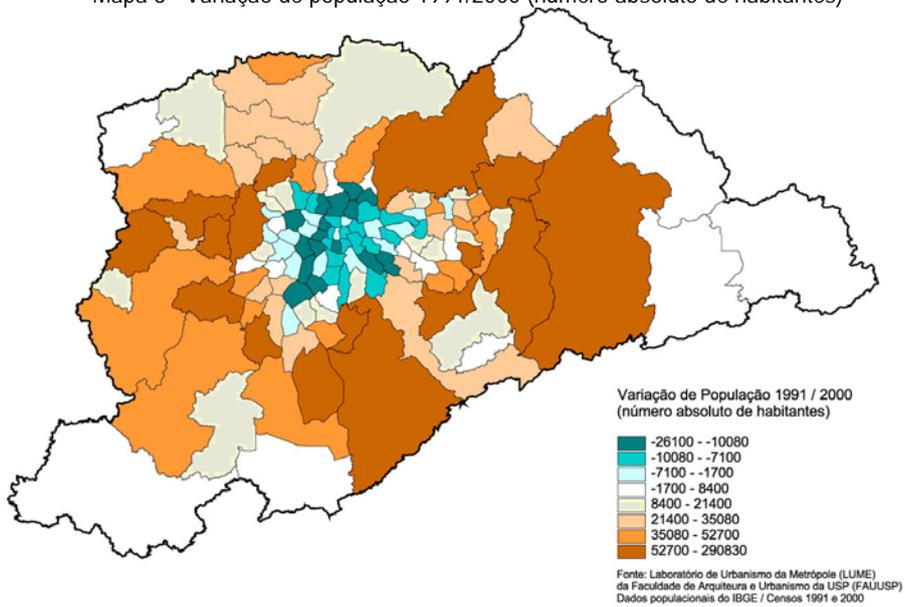 Variação de População 1991 / 2000
(número absoluto de habitantes)
-26100 - -10080
-10080 - -7100
-7100 - -1700
-1700 - 8400
8400 - 21400
21400 - 35080
35080 - 52700
52700 - 290830
Fonte: Laboratório de Urbanismo da Metrópole (LUME)
da Faculdade de Arquiteura e Urbanismo da USP (FAUUSP)
Dados populacionais do IBGE / Censos 1991 e 2000